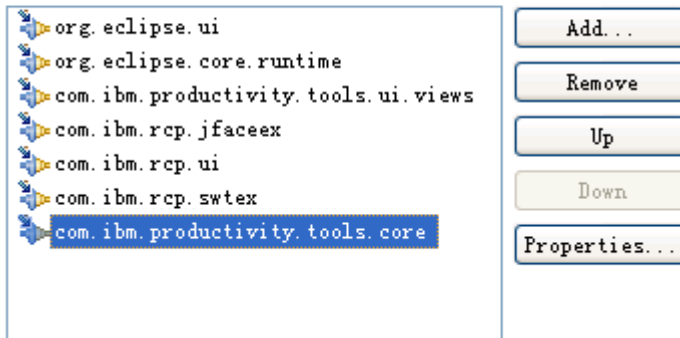 org.eclipse.ui
org.eclipse.core.runtime
com.ibm.productivity.tools.ui.views
com.ibm.rcp.jfaceex
com.ibm.rcp.ui
com.ibm.rcp.swtex
com.ibm.productivity.tools.core
Add...
Remove
Up
Down
Properties...